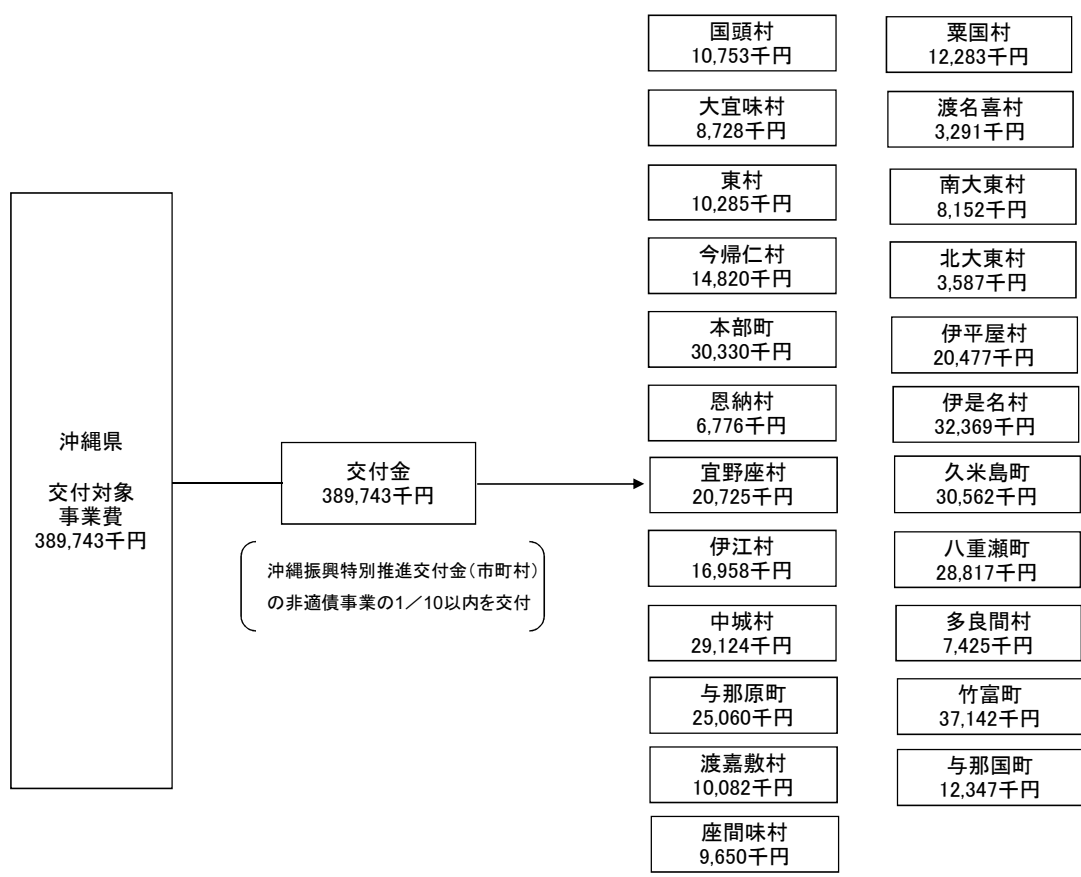 沖縄県
交付対象
事業費
389,743千円
交付金
389,743千円
沖縄振興特別推進交付金(市町村)
の非適債事業の1/10以内を交付
国頭村
10,753千円
大宜味村
8,728千円
東村
10,285千円
今帰仁村
14,820千円
本部町
30,330千円
恩納村
6,776千円
宜野座村
20,725千円
伊江村
16,958千円
中城村
29,124千円
与那原町
25,060千円
渡嘉敷村
10,082千円
座間味村
9,650千円
粟国村
12,283千円
渡名喜村
3,291千円
南大東村
8,152千円
北大東村
3,587千円
伊平屋村
20,477千円
伊是名村
32,369千円
久米島町
30,562千円
八重瀬町
28,817千円
多良間村
7,425千円
竹富町
37,142千円
与那国町
12,347千円